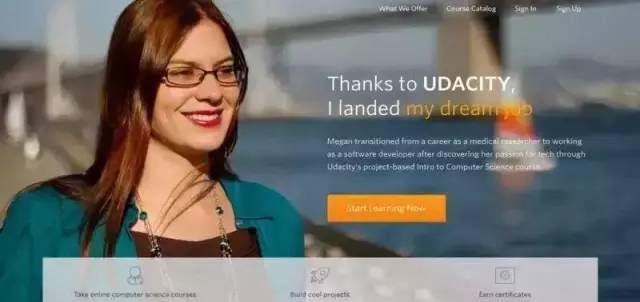 What We Offer Course Catalog Sign In Sign Up
Thanks to UDACITY,
I landed my dream job
Megan transitioned from a career as a medical researcher to working
as a software developer after discovering her passion for tech through
Udacity's project-based Intro to Computer Science course.
Start Learning Now
Take online computer science courses Build cool projects Earn certificates